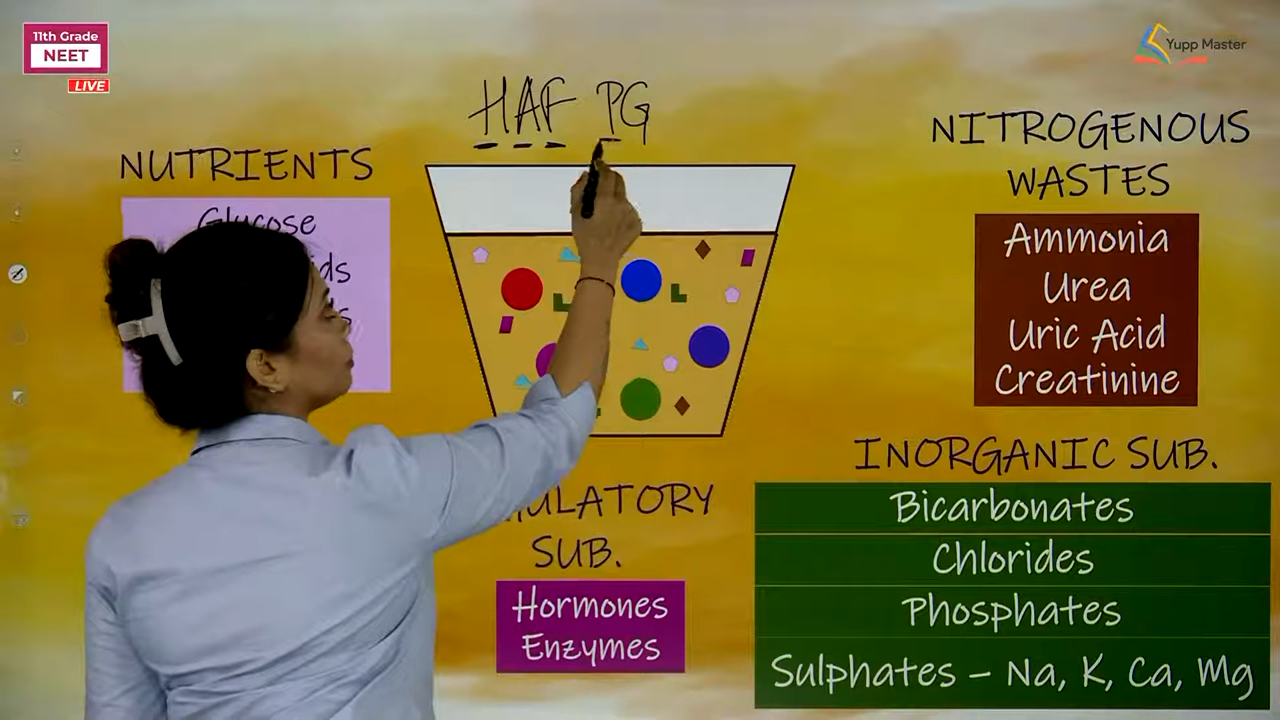 11th Grade
NEET
LIVE
Yupp Master
HAF PG
NUTRIENTS
Glucose
NITROGENOUS
WASTES
Ammonia
Urea
Uric Acid
Creatinine
INORGANIC SUB.
Bicarbonates
Chlorides
Phosphates
Sulphates – Na, K, Ca, Mg
SUB.
Hormones
Enzymes